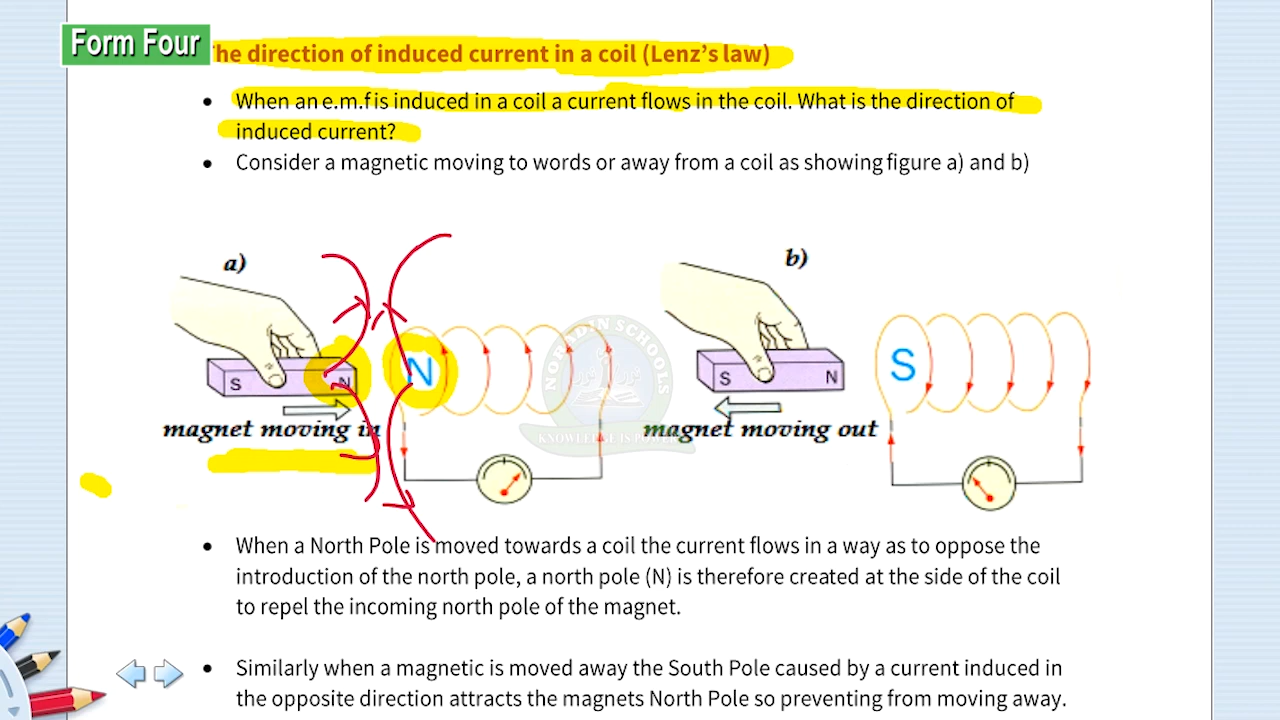 Form Four
he direction of induced current in a coil (Lenz's law)
• When an e.m.f is induced in a coil a current flows in the coil. What is the direction of
induced current?
• Consider a magnetic moving to words or away from a coil as showing figure a) and b)
a)
b)
S N
N
S N
S
NOORADDIN SCHOOLS
KNOWLEDGE IS POWER
magnet moving in
magnet moving out
• When a North Pole is moved towards a coil the current flows in a way as to oppose the
introduction of the north pole, a north pole (N) is therefore created at the side of the coil
to repel the incoming north pole of the magnet.
• Similarly when a magnetic is moved away the South Pole caused by a current induced in
the opposite direction attracts the magnets North Pole so preventing from moving away.